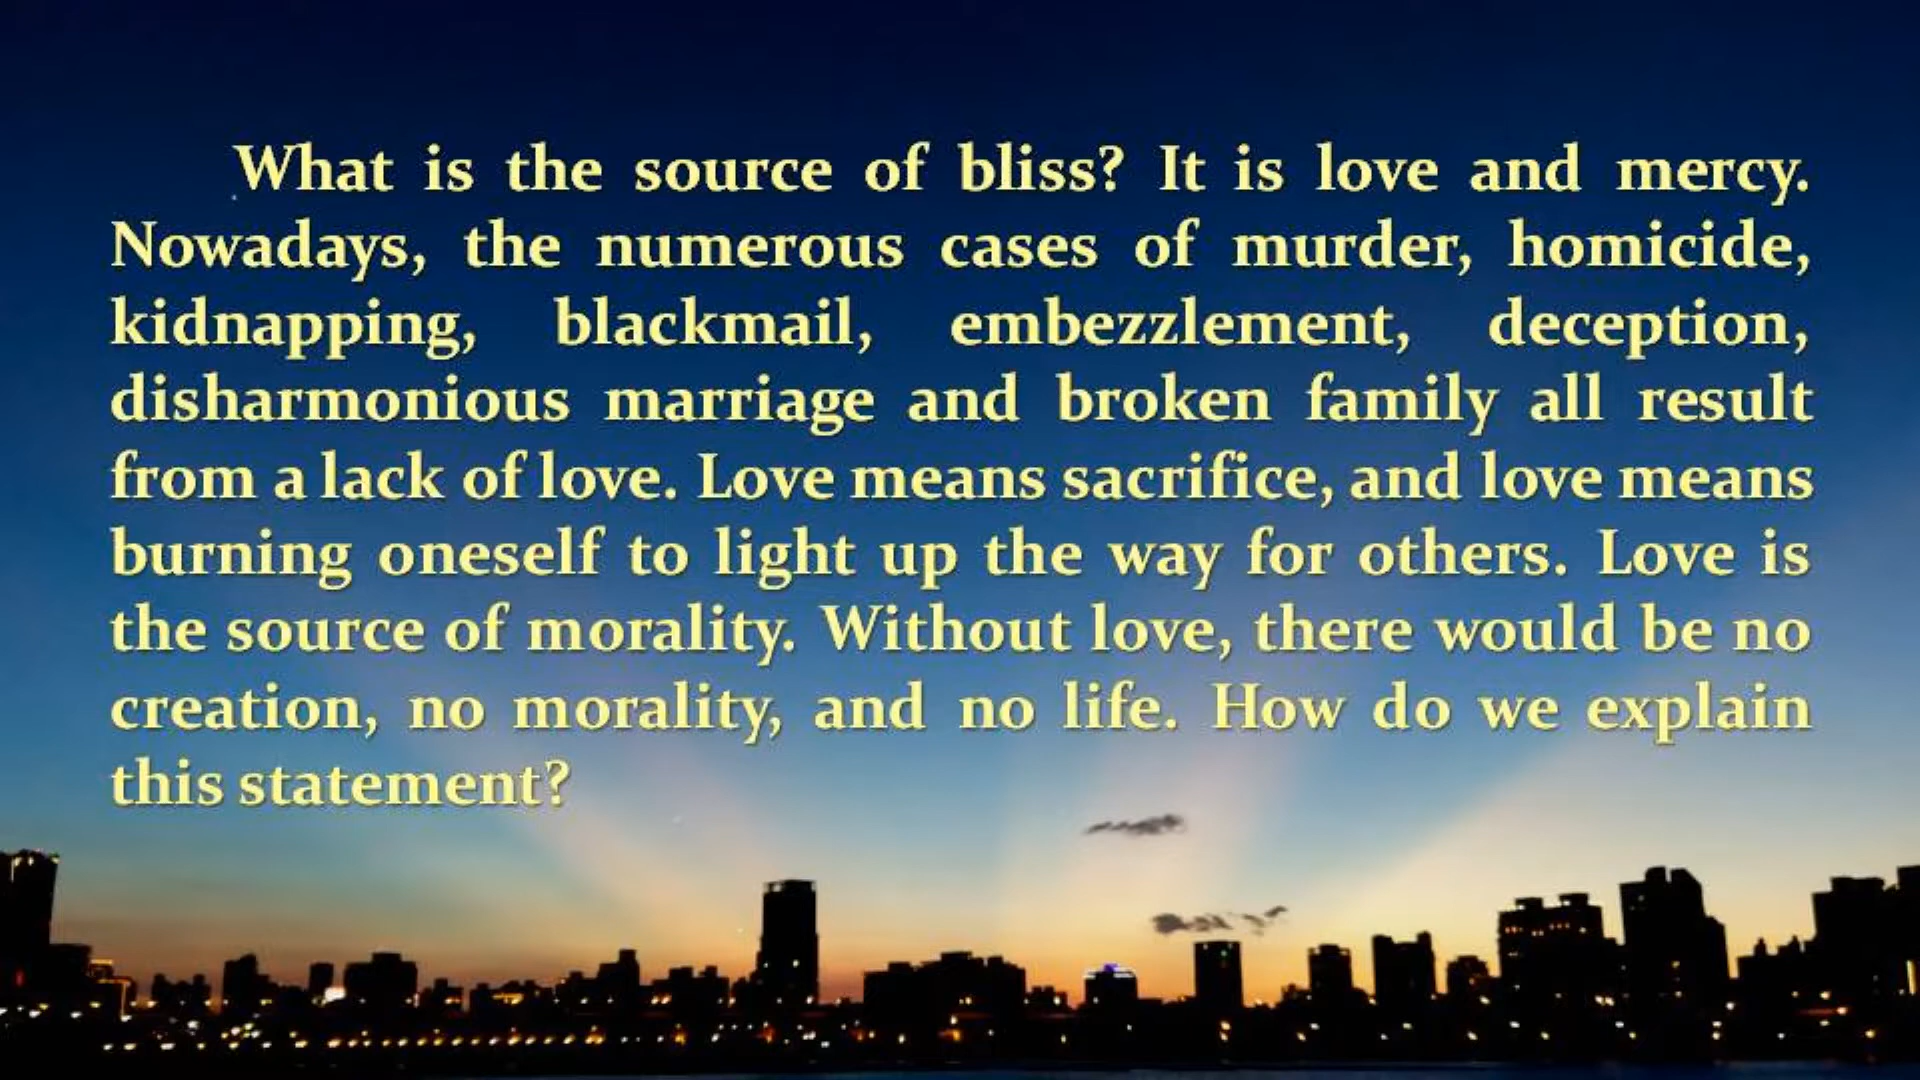 What is the source of bliss? It is love and mercy.
Nowadays, the numerous cases of murder, homicide,
kidnapping, blackmail, embezzlement, deception,
disharmonious marriage and broken family all result
from a lack of love. Love means sacrifice, and love means
burning oneself to light up the way for others. Love is
the source of morality. Without love, there would be no
creation, no morality, and no life. How do we explain
this statement?